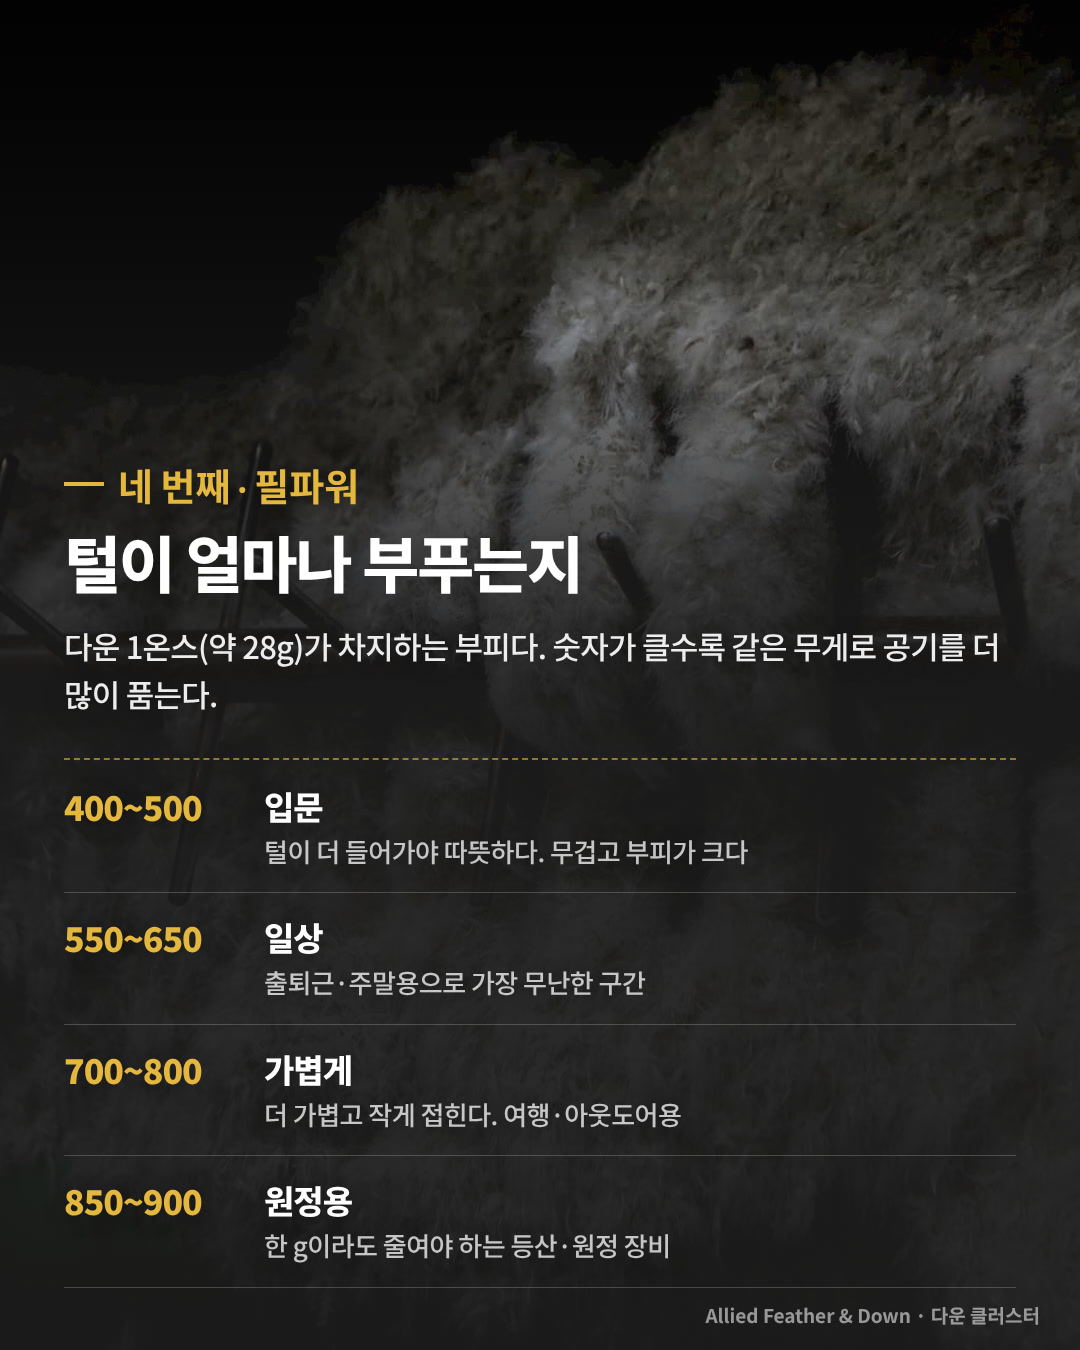 네 번째·필파워
털이 얼마나 부푸는지
다운 1온스(약 28g)가 차지하는 부피다. 숫자가 클수록 같은 무게로 공기를 더
많이 품는다.
400~500 입문
털이 더 들어가야 따뜻하다. 무겁고 부피가 크다
550~650 일상
출퇴근·주말용으로 가장 무난한 구간
700~800 가볍게
더 가볍고 작게 접힌다. 여행·아웃도어용
850~900 원정용
한 g이라도 줄여야 하는 등산·원정 장비
Allied Feather & Down · 다운 클러스터